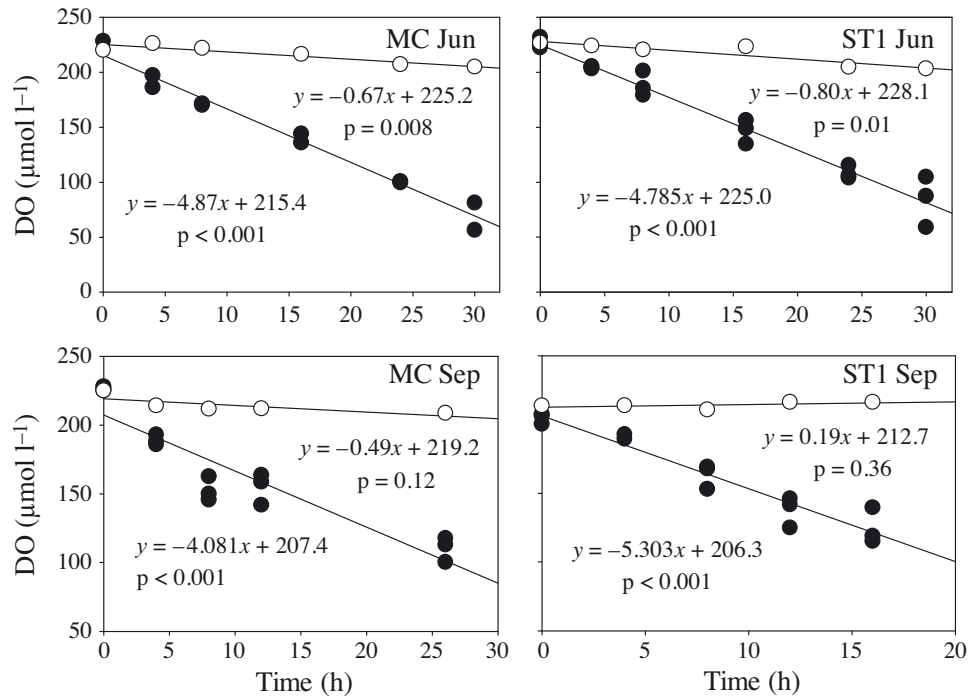 250
200
150
100
50
0
DO (µmol l⁻¹)
MC Jun
y = −0.67x + 225.2
p = 0.008
y = −4.87x + 215.4
p < 0.001
0 5 10 15 20 25 30
ST1 Jun
y = −0.80x + 228.1
p = 0.01
y = −4.785x + 225.0
p < 0.001
0 5 10 15 20 25 30
250
200
150
100
50
DO (µmol l⁻¹)
MC Sep
y = −0.49x + 219.2
p = 0.12
y = −4.081x + 207.4
p < 0.001
0 5 10 15 20 25 30
Time (h)
ST1 Sep
y = 0.19x + 212.7
p = 0.36
y = −5.303x + 206.3
p < 0.001
0 5 10 15 20
Time (h)